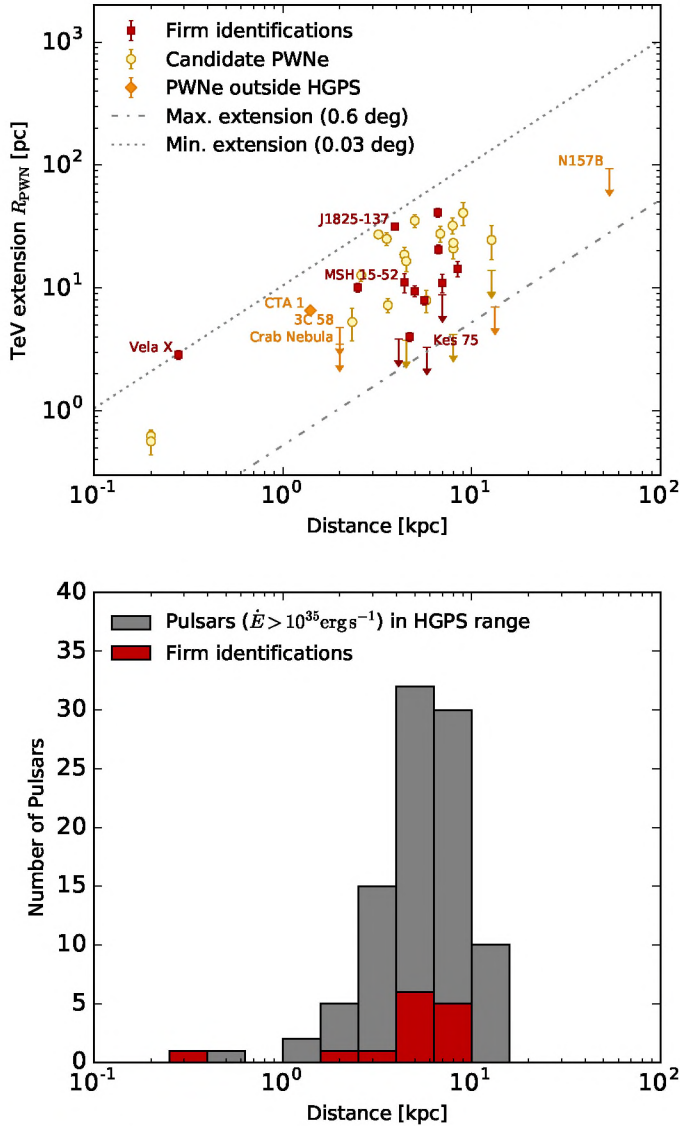 10³
10²
10¹
10⁰
TeV extension R_PWN [pc]
Firm identifications
Candidate PWNe
PWNe outside HGPS
Max. extension (0.6 deg)
Min. extension (0.03 deg)
N157B
J1825-137
MSH 15-52
CTA 1
3C 58
Crab Nebula
Kes 75
Vela X
10⁻¹ 10⁰ 10¹ 10²
Distance [kpc]
40
35
30
25
20
15
10
5
0
Number of Pulsars
Pulsars (Ė > 10³⁵ erg s⁻¹) in HGPS range
Firm identifications
10⁻¹ 10⁰ 10¹ 10²
Distance [kpc]